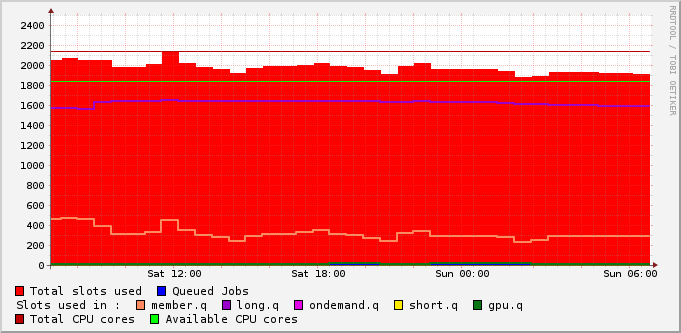 2400
2200
2000
1800
1600
1400
1200
1000
800
600
400
200
0
Sat 12:00 Sat 18:00 Sun 00:00 Sun 06:00
RRDTOOL / TOBI OETIKER
Total slots used Queued Jobs
Slots used in : member.q long.q ondemand.q short.q gpu.q
Total CPU cores Available CPU cores